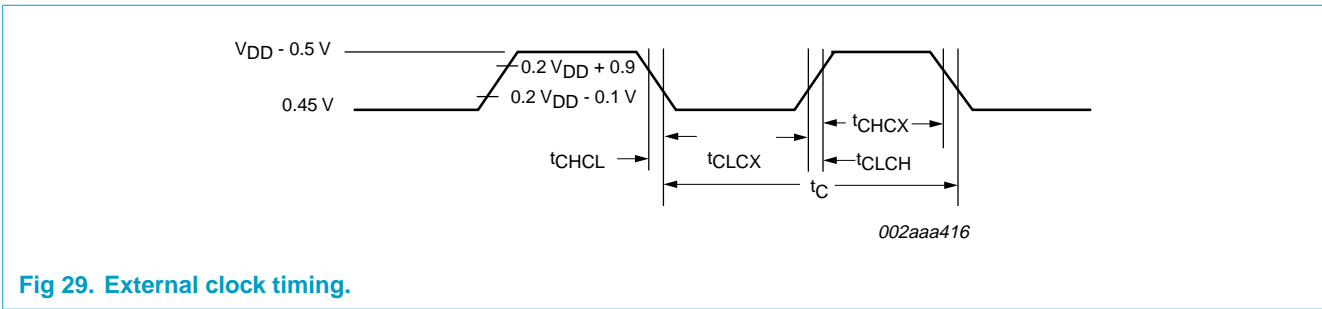 VDD - 0.5 V
0.2 VDD + 0.9
0.2 VDD - 0.1 V
0.45 V
tCHCX
tCHCL
tCLCX
tCLCH
tC
002aaa416
Fig 29. External clock timing.